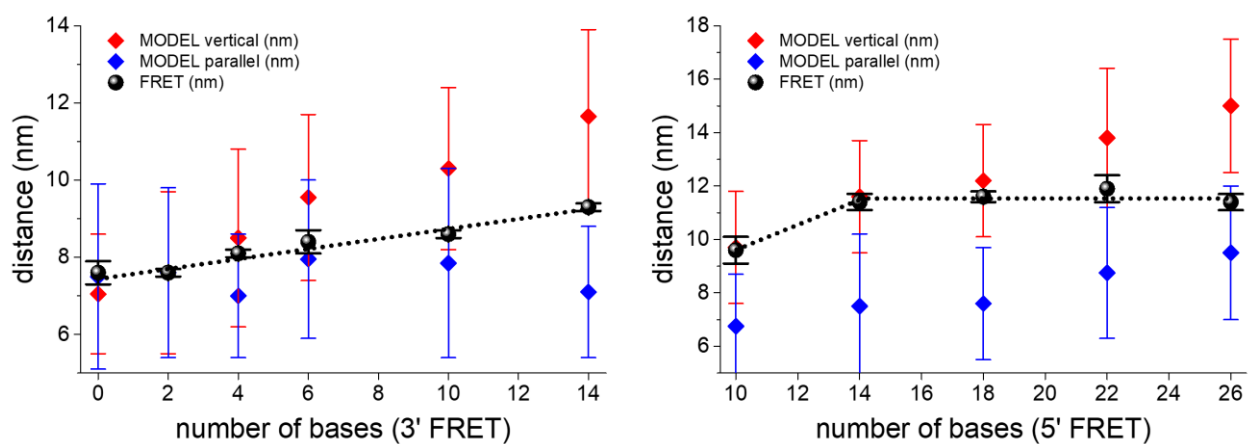 14
12
10
8
6
distance (nm)
MODEL vertical (nm)
MODEL parallel (nm)
FRET (nm)
0 2 4 6 8 10 12 14
number of bases (3' FRET)
18
16
14
12
10
8
6
distance (nm)
MODEL vertical (nm)
MODEL parallel (nm)
FRET (nm)
10 12 14 16 18 20 22 24 26
number of bases (5' FRET)